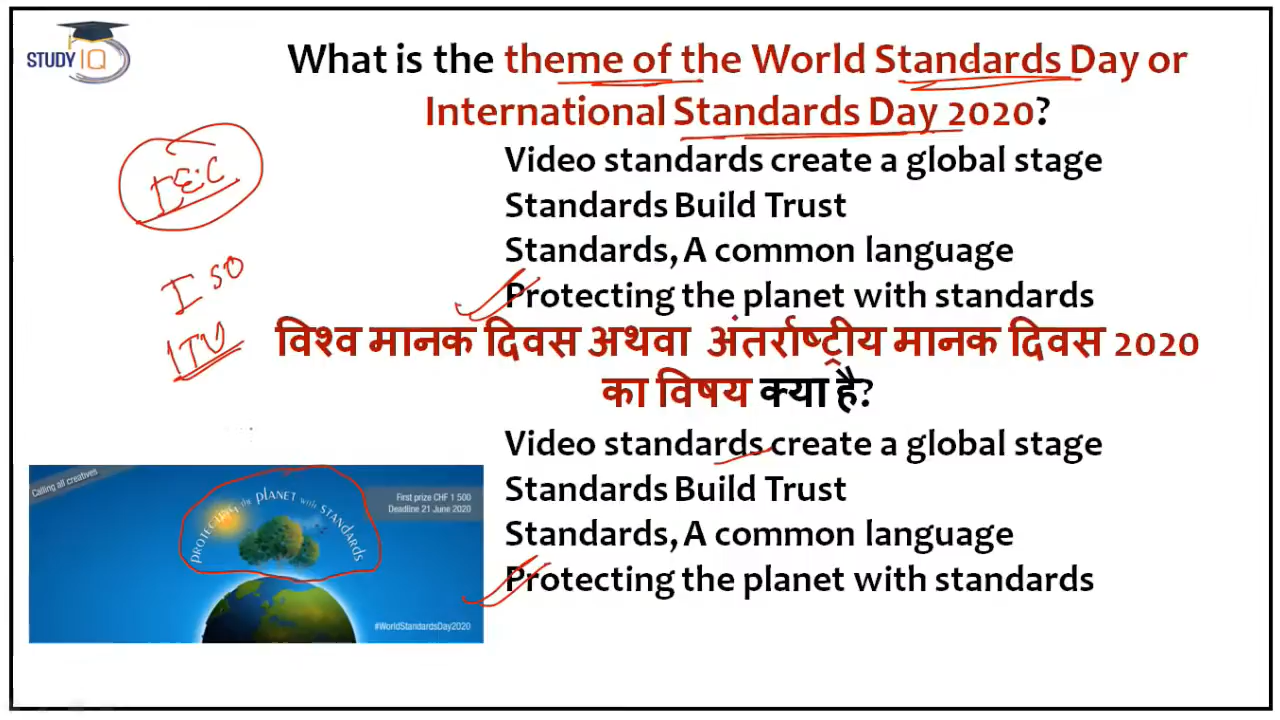 STUDY IQ
What is the theme of the World Standards Day or
International Standards Day 2020?
Video standards create a global stage
Standards Build Trust
Standards, A common language
Protecting the planet with standards
IEC
ISO
ITU
विश्व मानक दिवस अथवा अंतर्राष्ट्रीय मानक दिवस 2020
का विषय क्या है?
Video standards create a global stage
Standards Build Trust
Standards, A common language
Protecting the planet with standards
Calling all creatives
PROTECTING the PLANET with STANDARDS
First prize CHF 1 500
Deadline 21 June 2020
#WorldStandardsDay2020